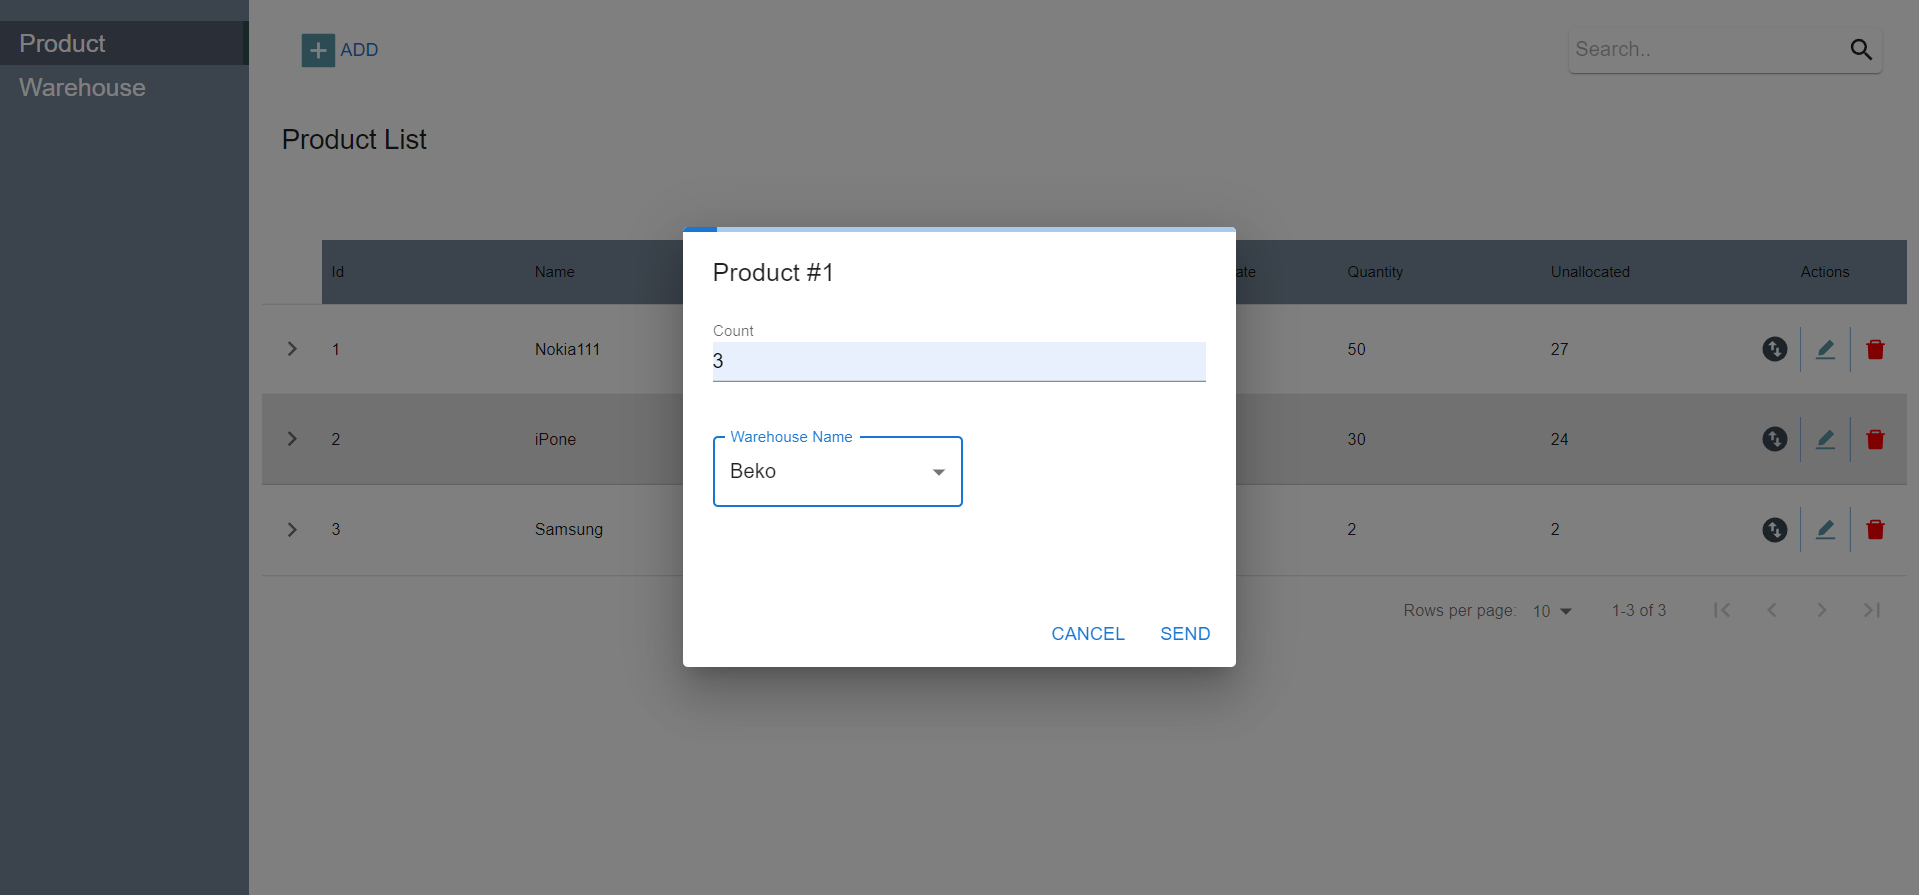 Product
Warehouse
ADD
Search..
Product List
Id Name ate Quantity Unallocated Actions
1 Nokia111 50 27
2 iPone 30 24
3 Samsung 2 2
Rows per page: 10 1-3 of 3
Product #1
Count
3
Warehouse Name
Beko
CANCEL SEND